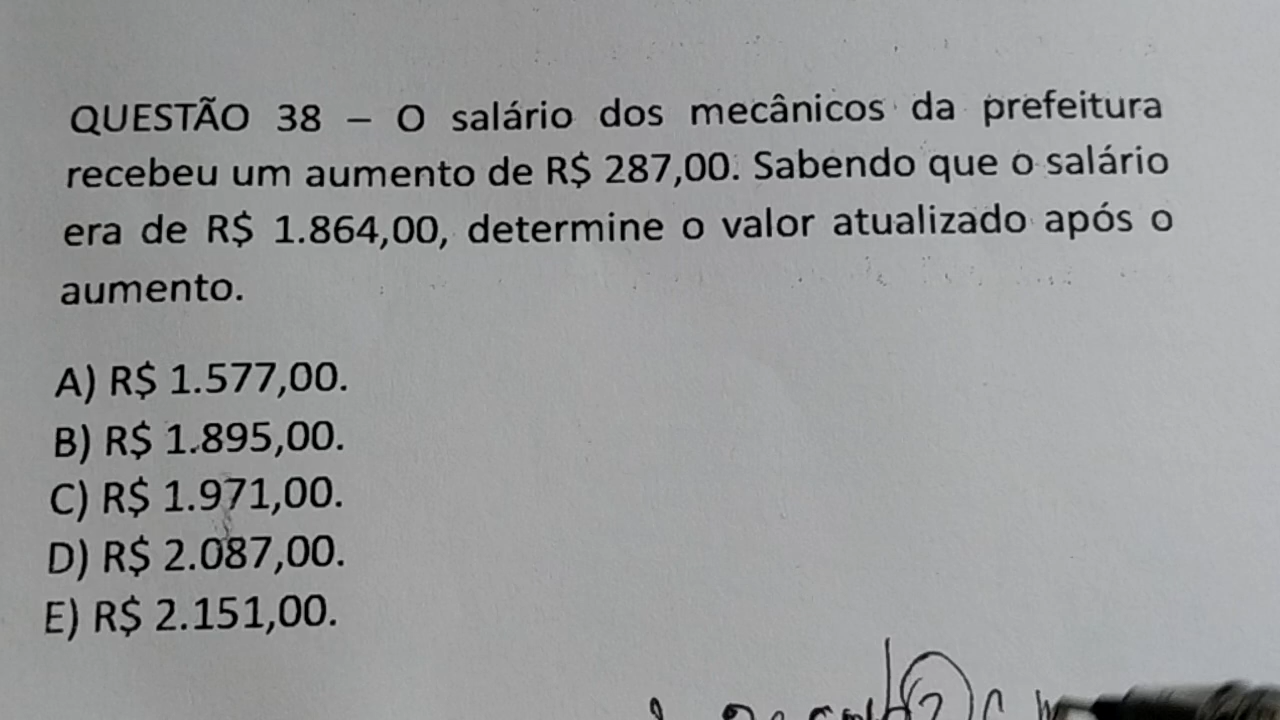 QUESTÃO 38 – O salário dos mecânicos da prefeitura
recebeu um aumento de R$ 287,00. Sabendo que o salário
era de R$ 1.864,00, determine o valor atualizado após o
aumento.
A) R$ 1.577,00.
B) R$ 1.895,00.
C) R$ 1.971,00.
D) R$ 2.087,00.
E) R$ 2.151,00.